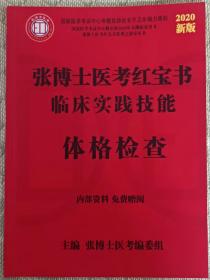 2020
新版
张博士医考红宝书
临床实践技能
体格检查
内部资料 免费赠阅
主编 张博士医考编委组